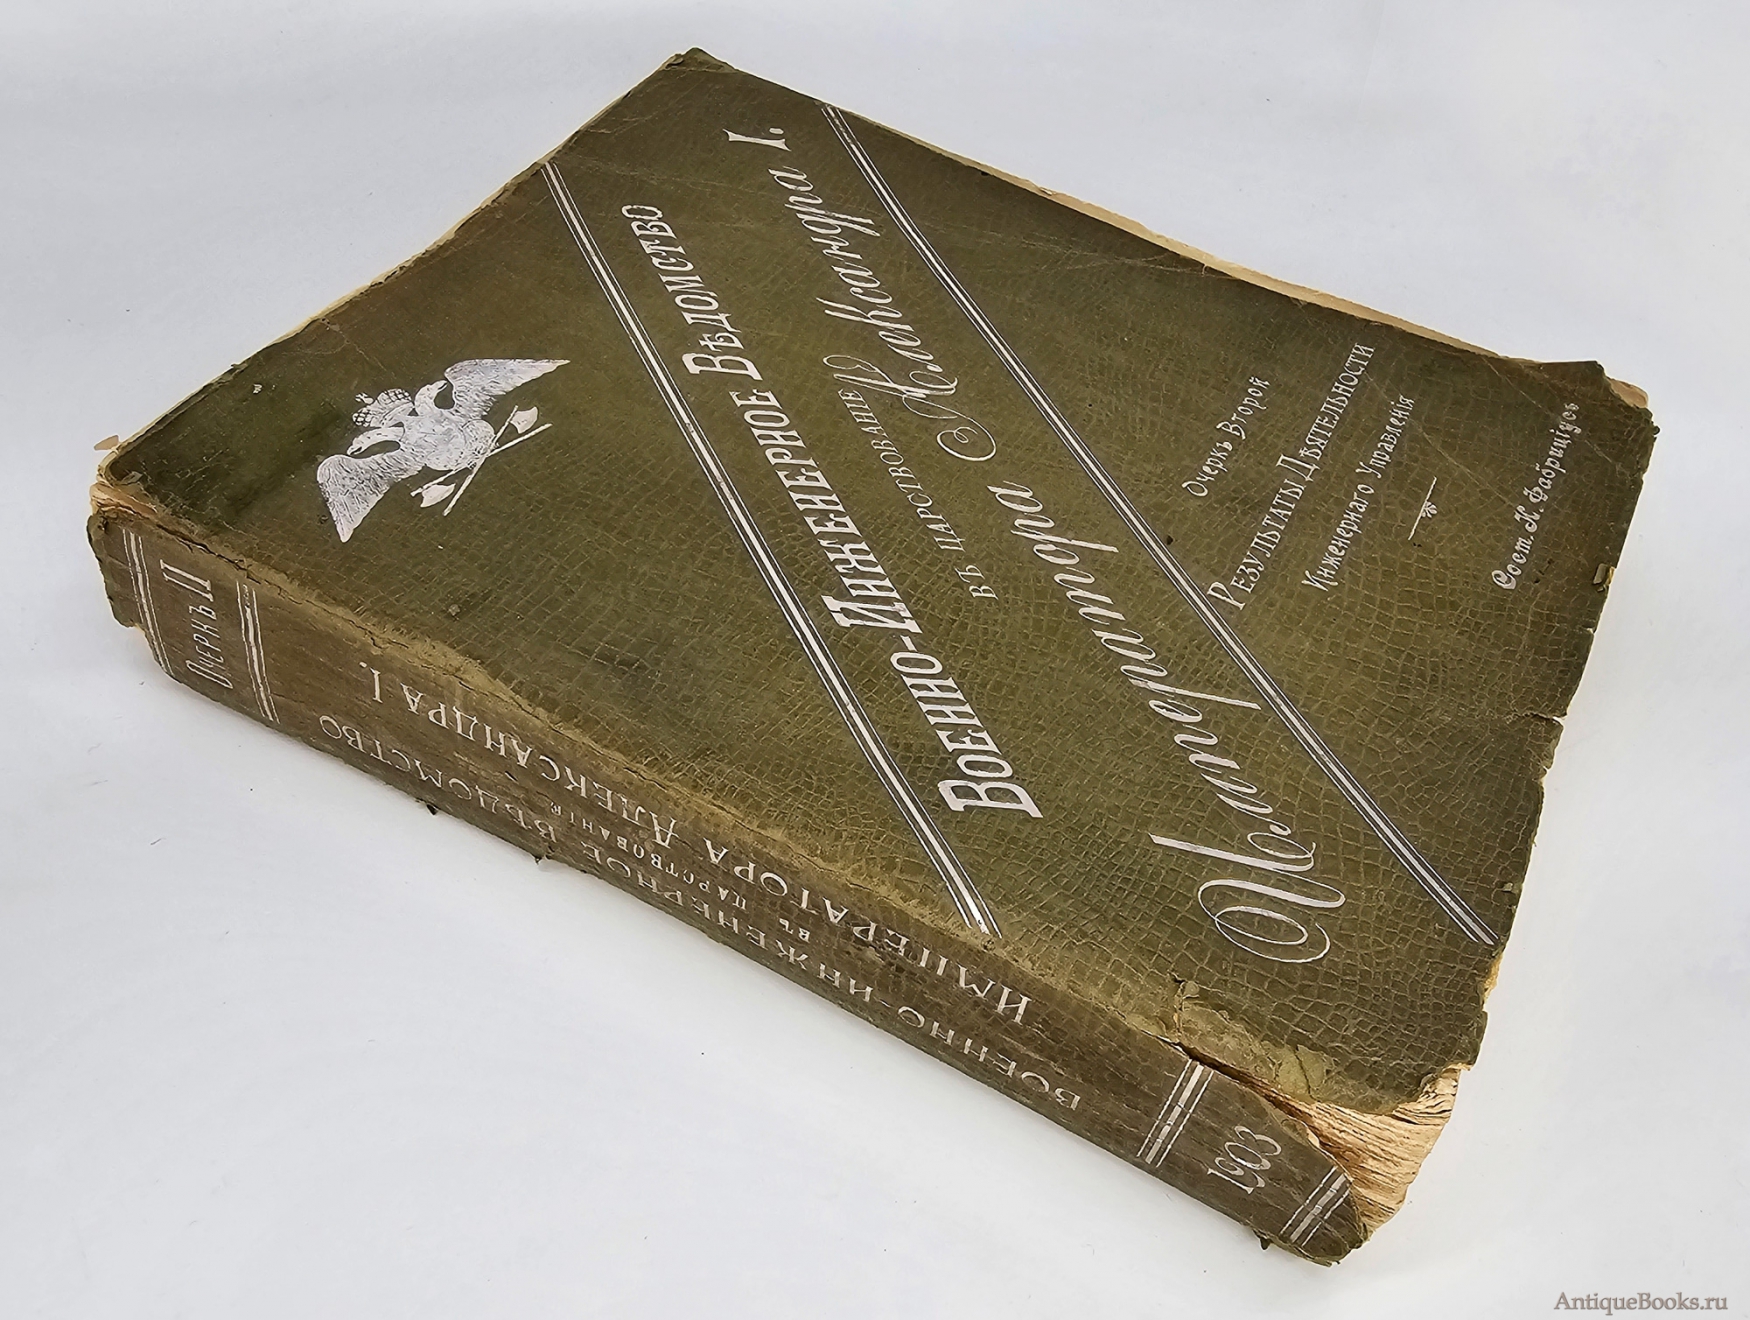 Военно-Инженерное Вѣдомство
въ царствованіе
Императора Александра I.
Очеркъ Второй
Результаты Дѣятельности
Инженернаго Управленія
Сост. И. Фабриціусъ
Очеркъ II
Военно-инженерное вѣдомство
въ царствованіе
Императора Александра I.
1903
AntiqueBooks.ru